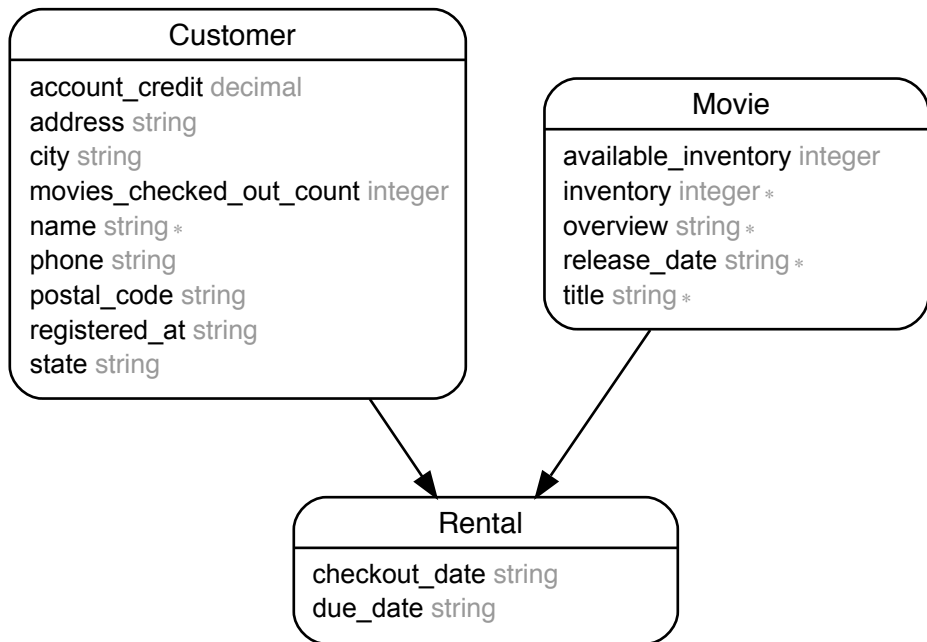 Customer
account_credit decimal
address string
city string
movies_checked_out_count integer
name string *
phone string
postal_code string
registered_at string
state string
Movie
available_inventory integer
inventory integer *
overview string *
release_date string *
title string *
Rental
checkout_date string
due_date string